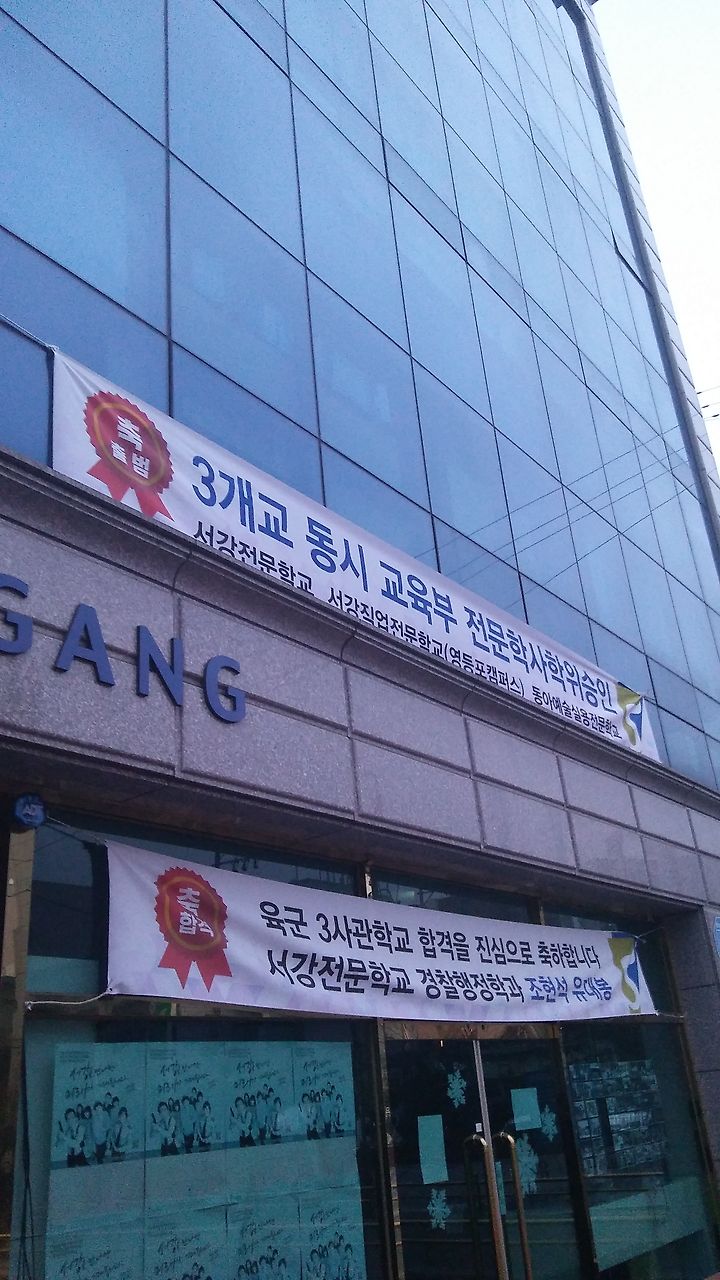 축
출범
3개교 동시 교육부 전문학사학위승인
서강전문학교 서강직업전문학교(영등포캠퍼스) 동아예술실용전문학교
GANG
축
합격
육군 3사관학교 합격을 진심으로 축하합니다
서강전문학교 경찰행정학과 조현석 유대봉